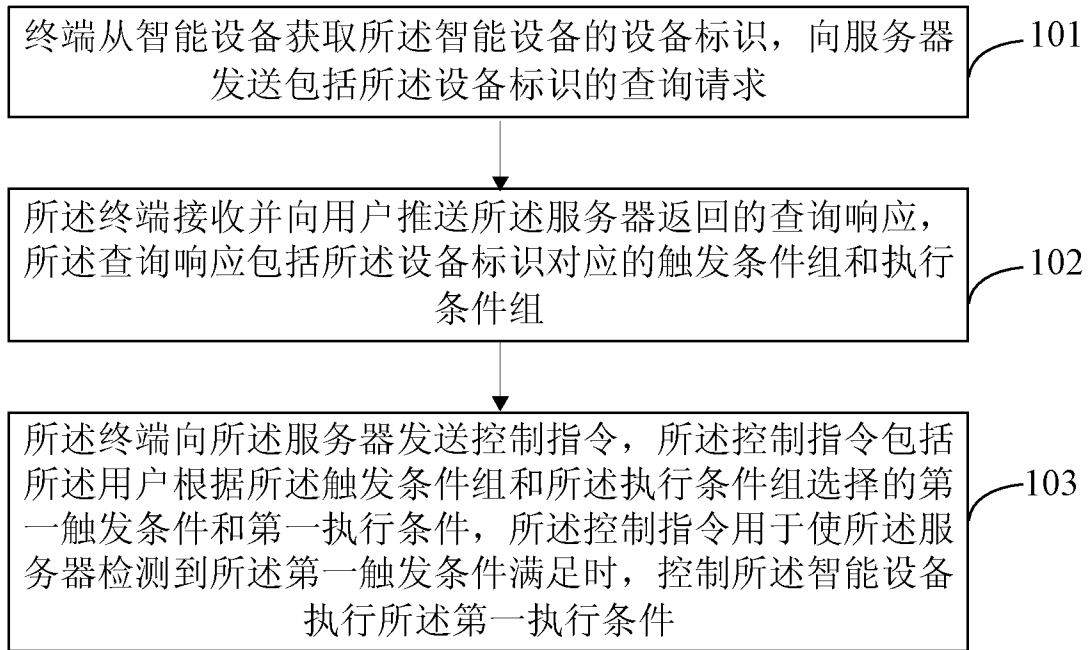 终端从智能设备获取所述智能设备的设备标识，向服务器
发送包括所述设备标识的查询请求
101
所述终端接收并向用户推送所述服务器返回的查询响应，
所述查询响应包括所述设备标识对应的触发条件组和执行
条件组
102
所述终端向所述服务器发送控制指令，所述控制指令包括
所述用户根据所述触发条件组和所述执行条件组选择的第
一触发条件和第一执行条件，所述控制指令用于使所述服
务器检测到所述第一触发条件满足时，控制所述智能设备
执行所述第一执行条件
103